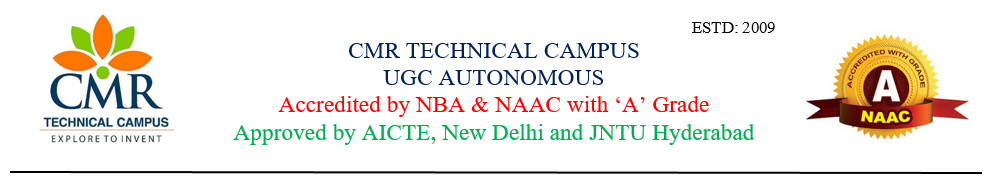 ESTD: 2009
CMR TECHNICAL CAMPUS
UGC AUTONOMOUS
Accredited by NBA & NAAC with ‘A’ Grade
Approved by AICTE, New Delhi and JNTU Hyderabad
CMR
TECHNICAL CAMPUS
EXPLORE TO INVENT
ACCREDITED WITH GRADE
A
NAAC